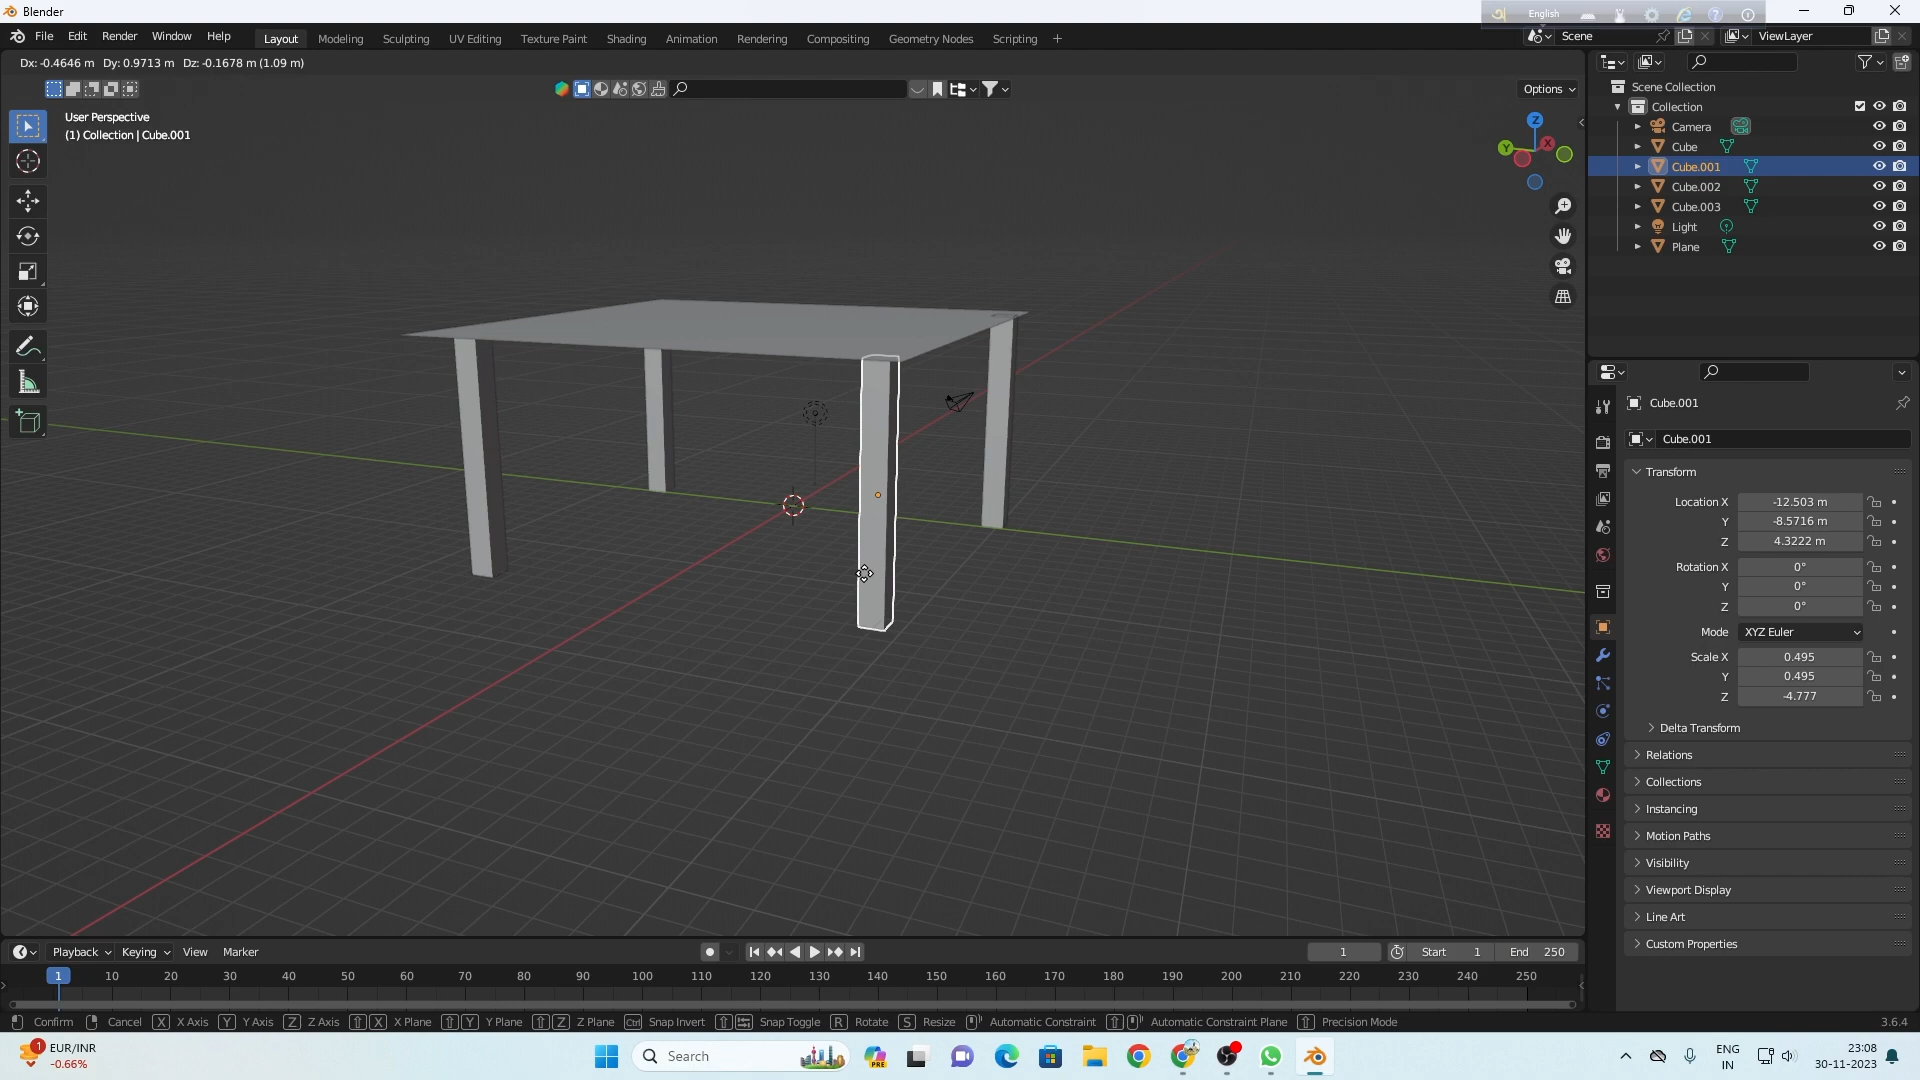 Blender
English
File Edit Render Window Help Layout Modeling Sculpting UV Editing Texture Paint Shading Animation Rendering Compositing Geometry Nodes Scripting + Scene ViewLayer
Dx: -0.4646 m Dy: 0.9713 m Dz: -0.1678 m (1.09 m)
Options
User Perspective
(1) Collection | Cube.001
Z
X
Y
Scene Collection
Collection
Camera
Cube
Cube.001
Cube.002
Cube.003
Light
Plane
Cube.001
Cube.001
Transform
Location X -12.503 m
Y -8.5716 m
Z 4.3222 m
Rotation X 0°
Y 0°
Z 0°
Mode XYZ Euler
Scale X 0.495
Y 0.495
Z -4.777
Delta Transform
Relations
Collections
Instancing
Motion Paths
Visibility
Viewport Display
Line Art
Custom Properties
Playback Keying View Marker 1 Start 1 End 250
1 10 20 30 40 50 60 70 80 90 100 110 120 130 140 150 160 170 180 190 200 210 220 230 240 250
Confirm Cancel X X Axis Y Y Axis Z Z Axis X X Plane Y Y Plane Z Z Plane Ctrl Snap Invert Snap Toggle R Rotate S Resize Automatic Constraint Automatic Constraint Plane Precision Mode 3.6.4
1 EUR/INR
-0.66%
Search
PRE
ENG
IN
23:08
30-11-2023